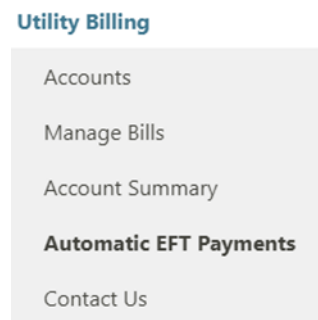 Utility Billing
Accounts
Manage Bills
Account Summary
Automatic EFT Payments
Contact Us